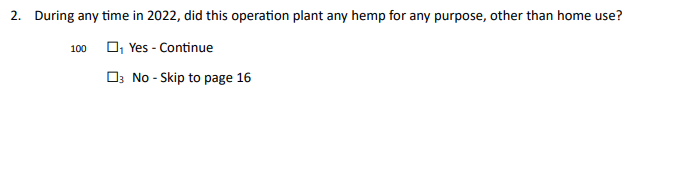 2. During any time in 2022, did this operation plant any hemp for any purpose, other than home use?
100 ☐1 Yes - Continue
☐3 No - Skip to page 16